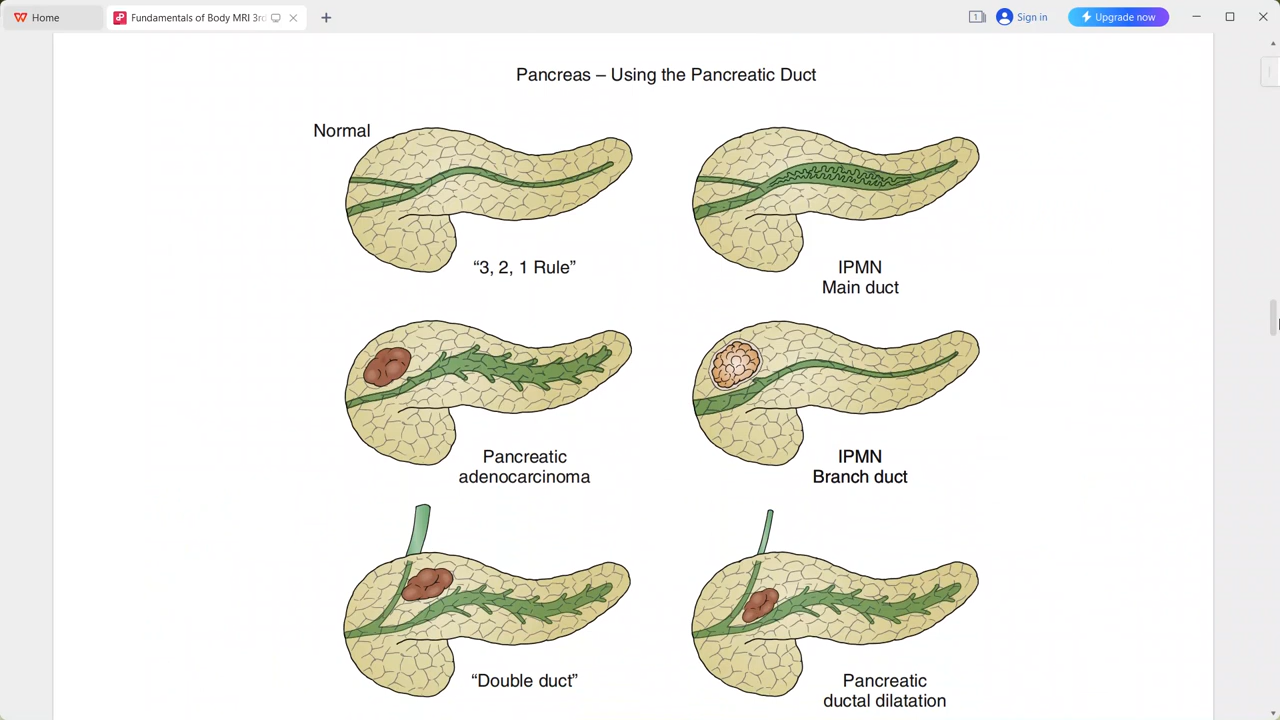 Home
Fundamentals of Body MRI 3rd
1
Sign in
Upgrade now
Pancreas – Using the Pancreatic Duct
Normal
“3, 2, 1 Rule”
IPMN
Main duct
Pancreatic
adenocarcinoma
IPMN
Branch duct
“Double duct”
Pancreatic
ductal dilatation